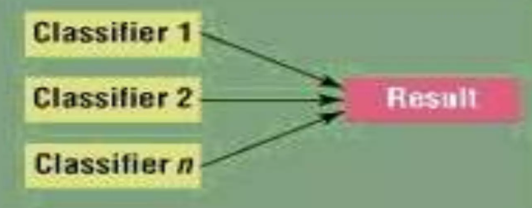 Classifier 1
Classifier 2
Result
Classifier n